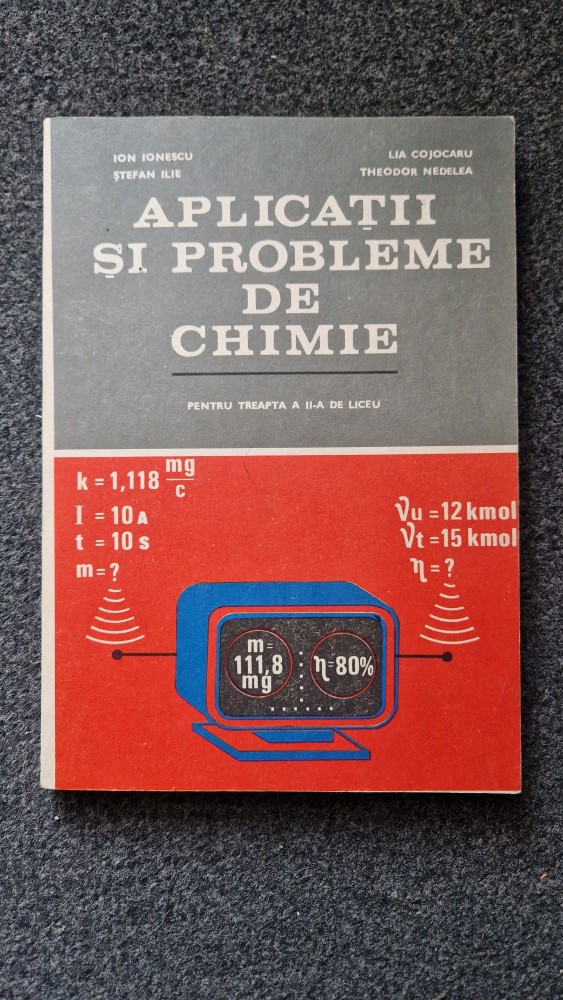 ION IONESCU
ȘTEFAN ILIE
LIA COJOCARU
THEODOR NEDELEA
APLICAȚII
ȘI PROBLEME
DE
CHIMIE
PENTRU TREAPTA A II-A DE LICEU
k = 1,118 mg/c
I = 10 A
t = 10 s
m = ?
νu = 12 kmol
νt = 15 kmol
η = ?
m =
111,8
mg
η = 80%